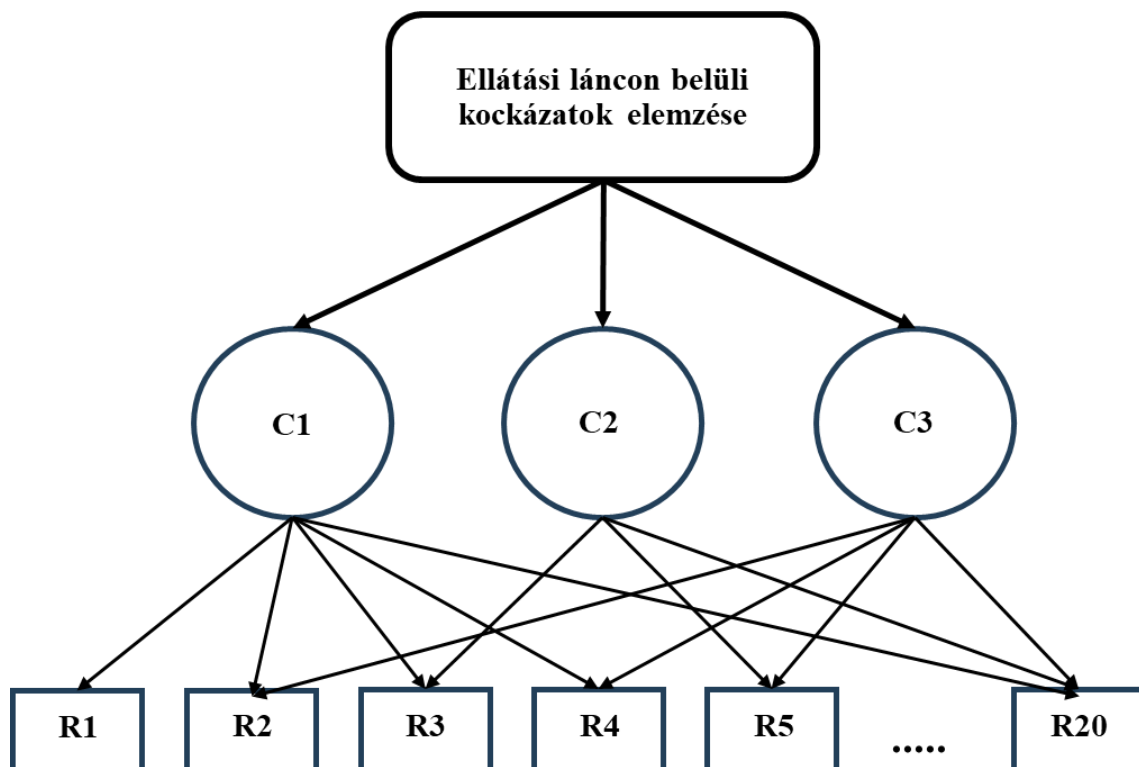 Ellátási láncon belüli
kockázatok elemzése
C1
C2
C3
R1
R2
R3
R4
R5
.....
R20